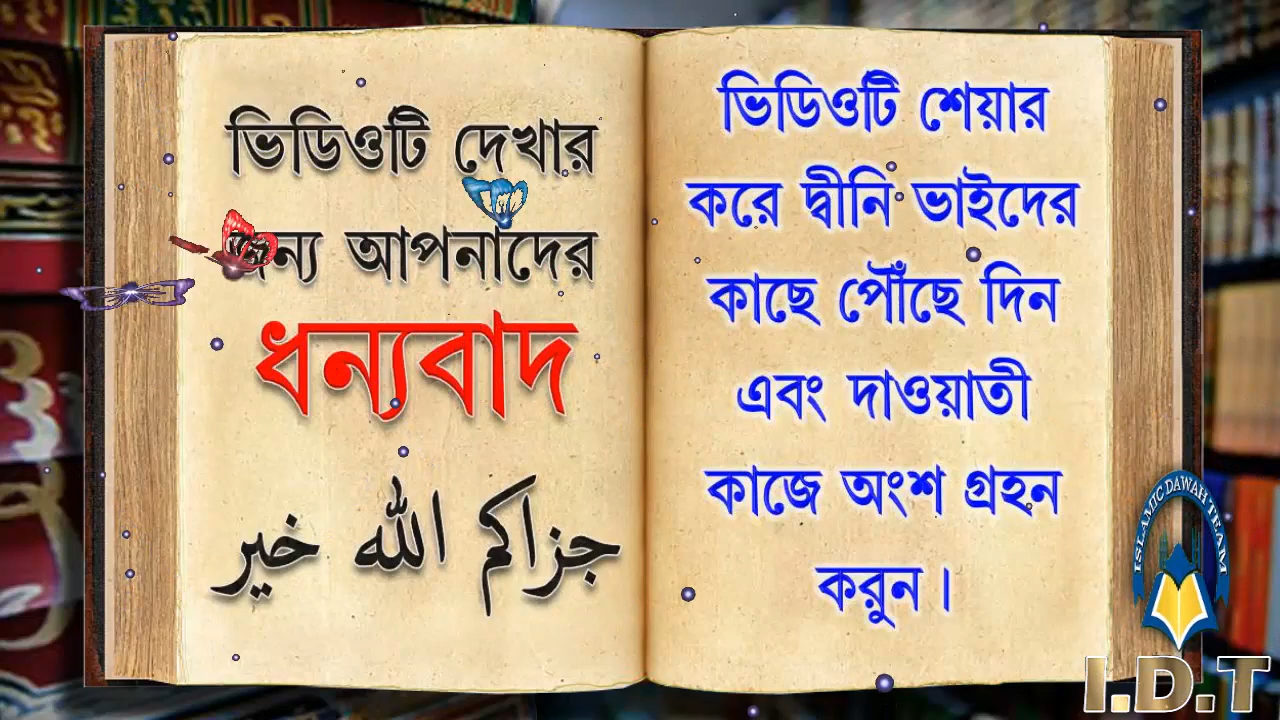 ভিডিওটি দেখার
জন্য আপনাদের
ধন্যবাদ
جزاكم الله خير
ভিডিওটি শেয়ার
করে দ্বীনি ভাইদের
কাছে পৌঁছে দিন
এবং দাওয়াতী
কাজে অংশ গ্রহন
করুন।
ISLAMIC DAWAH TEAM
I.D.T